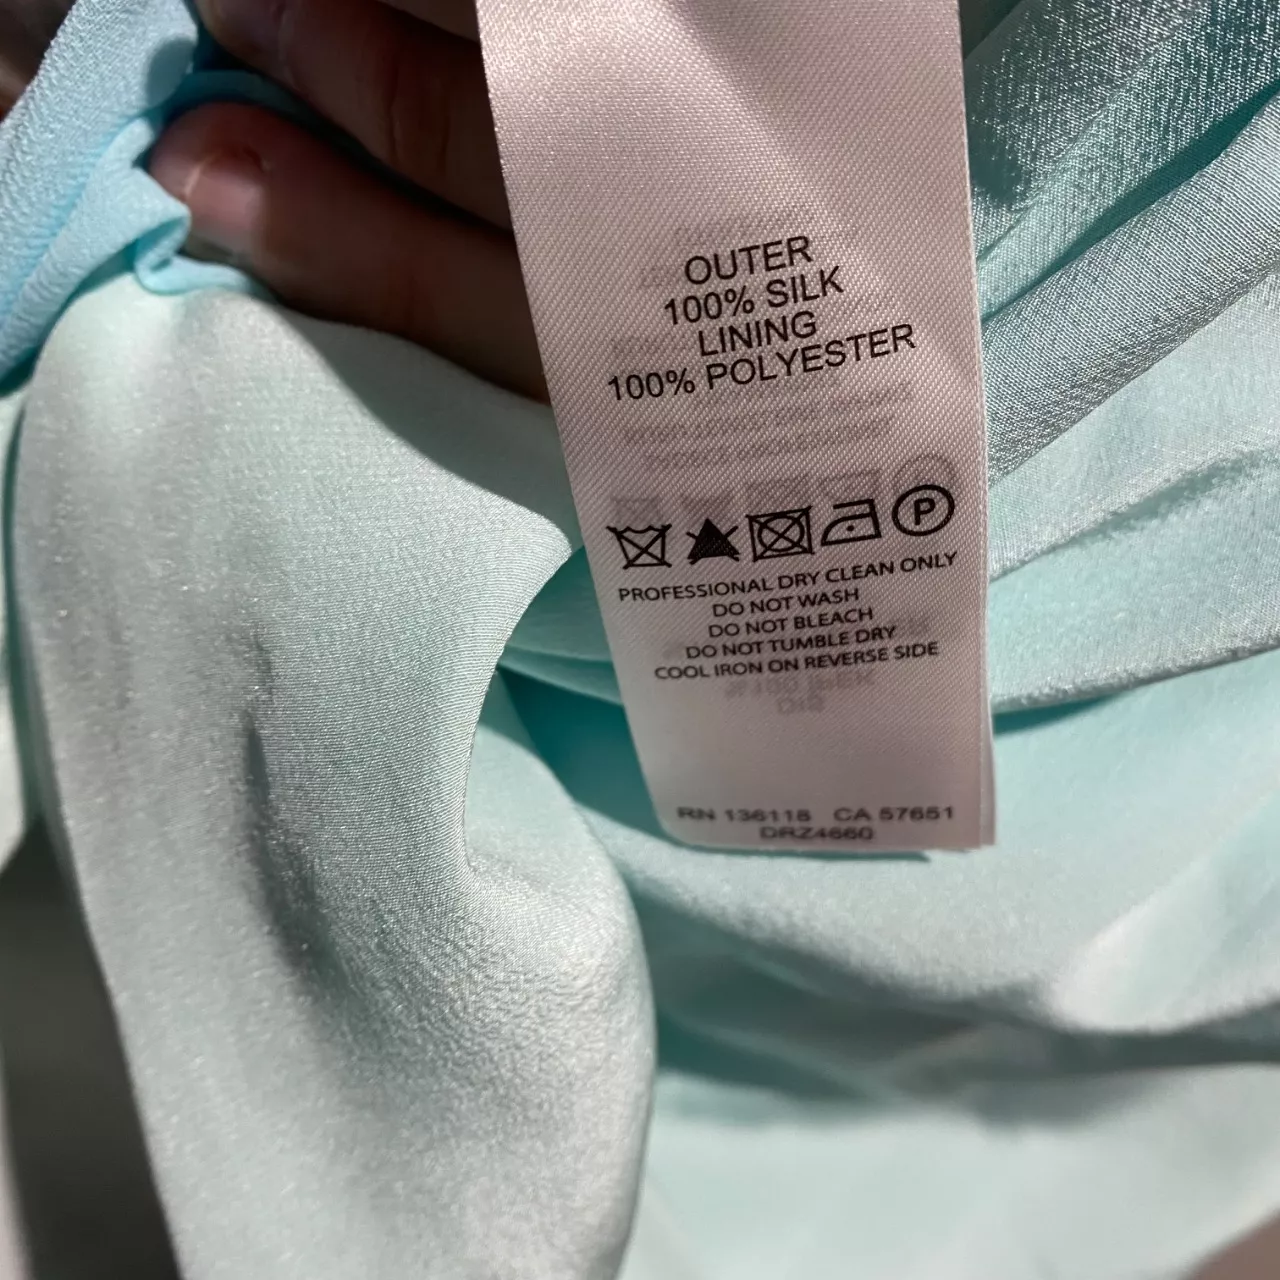 OUTER
100% SILK
LINING
100% POLYESTER
P
PROFESSIONAL DRY CLEAN ONLY
DO NOT WASH
DO NOT BLEACH
DO NOT TUMBLE DRY
COOL IRON ON REVERSE SIDE
RN 136118 CA 57651
DRZ4660